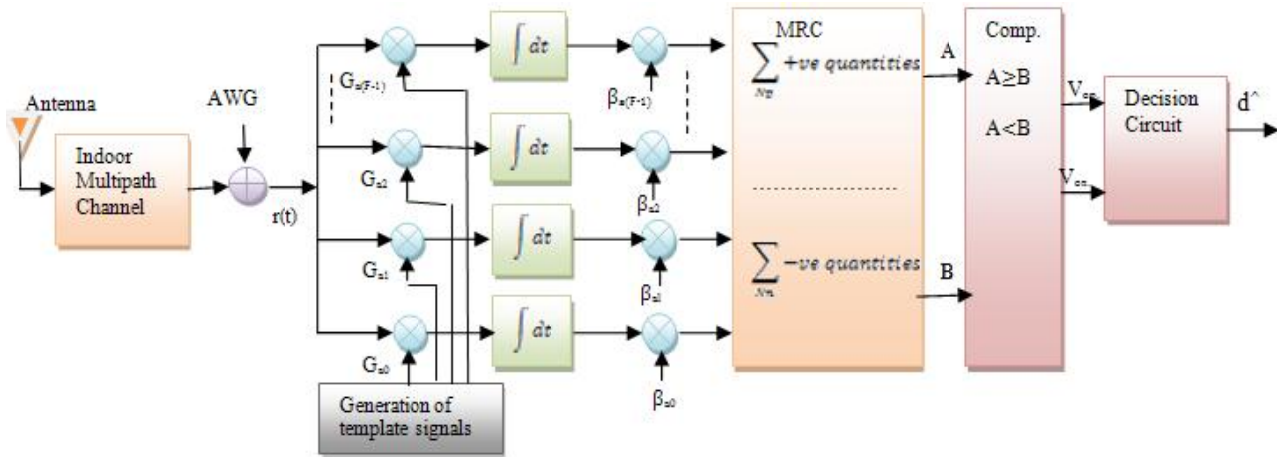 Antenna
Indoor
Multipath
Channel
AWG
r(t)
G
G
G
G
Generation of
template signals
∫ dt
∫ dt
∫ dt
∫ dt
β
β
β
β
MRC
∑ +ve quantities
∑ -ve quantities
A
B
Comp.
A≥B
A<B
V
V
Decision
Circuit
d^